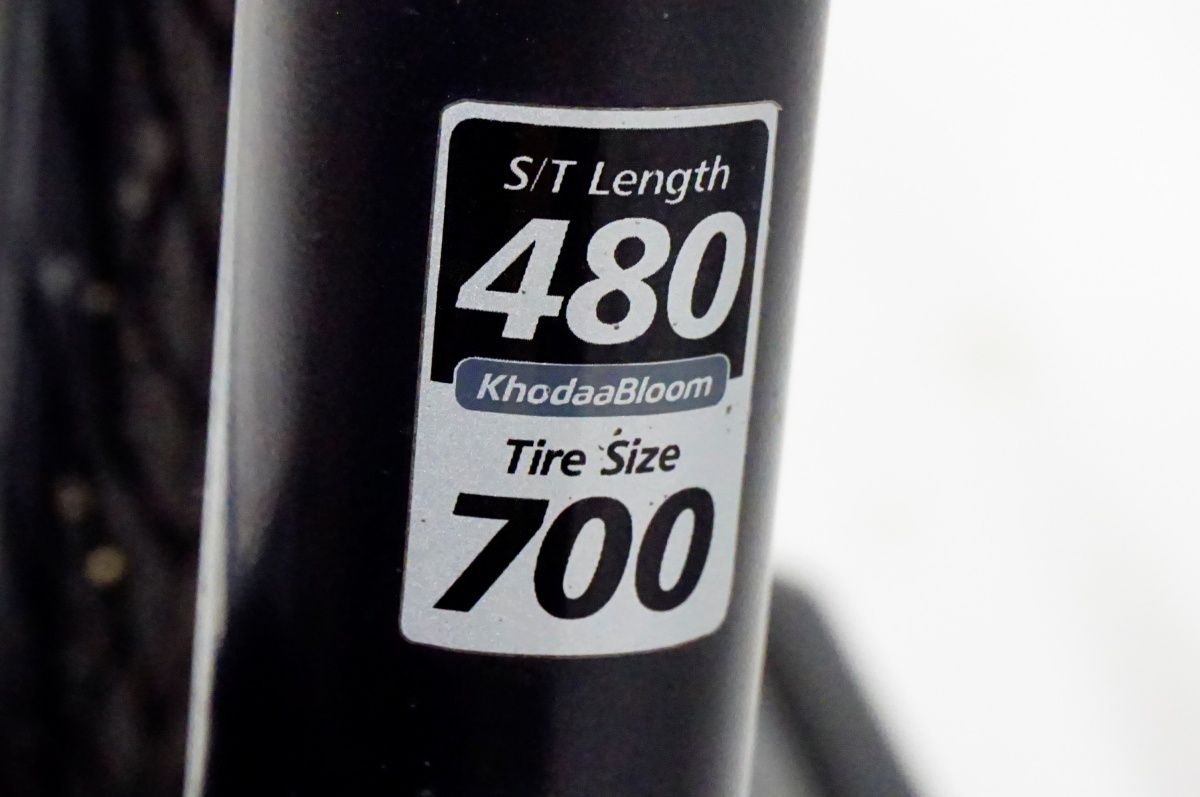 S/T Length
480
KhodaaBloom
Tire Size
700